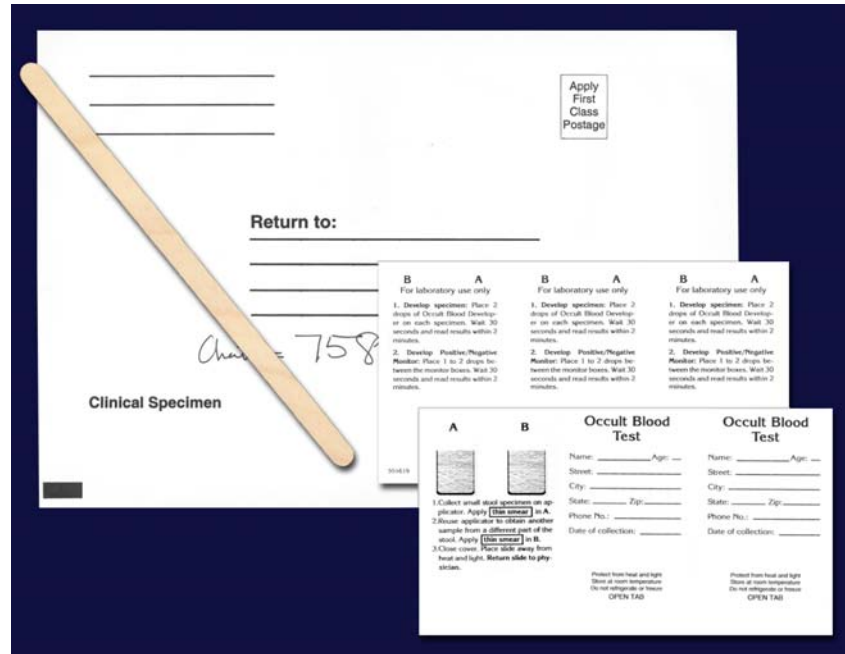 Apply
First
Class
Postage
Return to:
= 758
Clinical Specimen
B A
For laboratory use only
1. Develop specimen: Place 2
drops of Occult Blood Develop-
er on each specimen. Wait 30
seconds and read results within 2
minutes.
2. Develop Positive/Negative
Monitor: Place 1 to 2 drops be-
tween the monitor boxes. Wait 30
seconds and read results within 2
minutes.
B A
For laboratory use only
1. Develop specimen: Place 2
drops of Occult Blood Develop-
er on each specimen. Wait 30
seconds and read results within 2
minutes.
2. Develop Positive/Negative
Monitor: Place 1 to 2 drops be-
tween the monitor boxes. Wait 30
seconds and read results within 2
minutes.
B A
For laboratory use only
1. Develop specimen: Place 2
drops of Occult Blood Develop-
er on each specimen. Wait 30
seconds and read results within 2
minutes.
2. Develop Positive/Negative
Monitor: Place 1 to 2 drops be-
tween the monitor boxes. Wait 30
seconds and read results within 2
minutes.
A B
1.Collect small stool specimen on ap-
plicator. Apply thin smear in A.
2.Reuse applicator to obtain another
sample from a different part of the
stool. Apply thin smear in B.
3.Close cover. Place slide away from
heat and light. Return slide to phy-
sician.
Occult Blood
Test
Name: Age:
Street:
City:
State: Zip:
Phone No.:
Date of collection:
Protect from heat and light
Store at room temperature
Do not refrigerate or freeze
OPEN TAB
Occult Blood
Test
Name: Age:
Street:
City:
State: Zip:
Phone No.:
Date of collection:
Protect from heat and light
Store at room temperature
Do not refrigerate or freeze
OPEN TAB